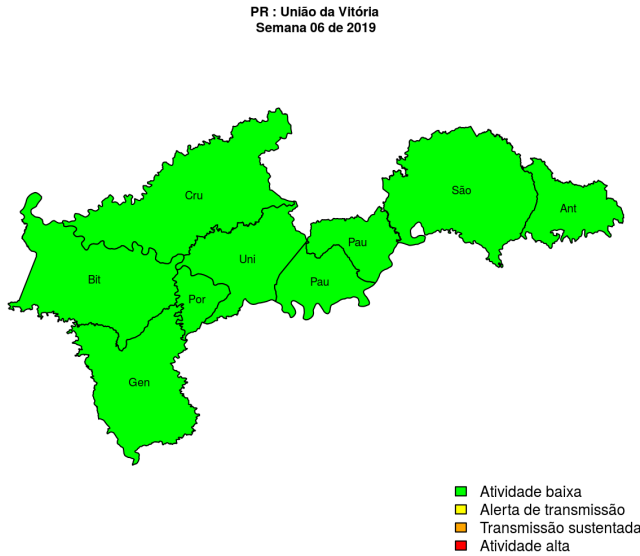 PR : União da Vitória
Semana 06 de 2019
Cru
São
Ant
Pau
Uni
Bit
Pau
Por
Gen
Atividade baixa
Alerta de transmissão
Transmissão sustentada
Atividade alta